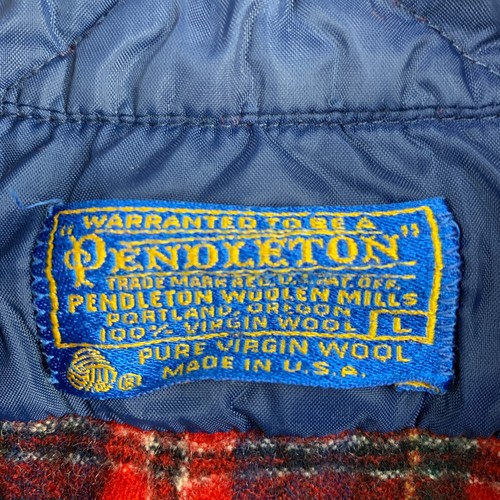 "WARRANTED TO BE A
PENDLETON"
TRADE MARK REG. U.S. PAT. OFF.
PENDLETON WOOLEN MILLS
PORTLAND, OREGON
100% VIRGIN WOOL L
PURE VIRGIN WOOL
® MADE IN U.S.A.